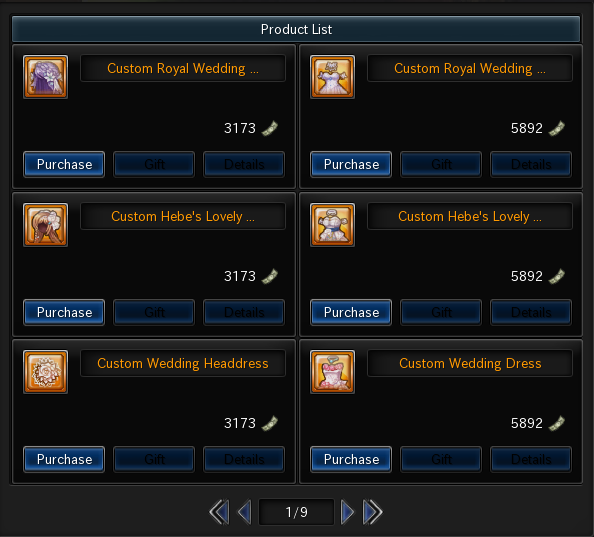 Product List
Custom Royal Wedding ...
Custom Royal Wedding ...
3173
5892
Purchase Gift Details
Purchase Gift Details
Custom Hebe's Lovely ...
Custom Hebe's Lovely ...
3173
5892
Purchase Gift Details
Purchase Gift Details
Custom Wedding Headdress
Custom Wedding Dress
3173
5892
Purchase Gift Details
Purchase Gift Details
1/9